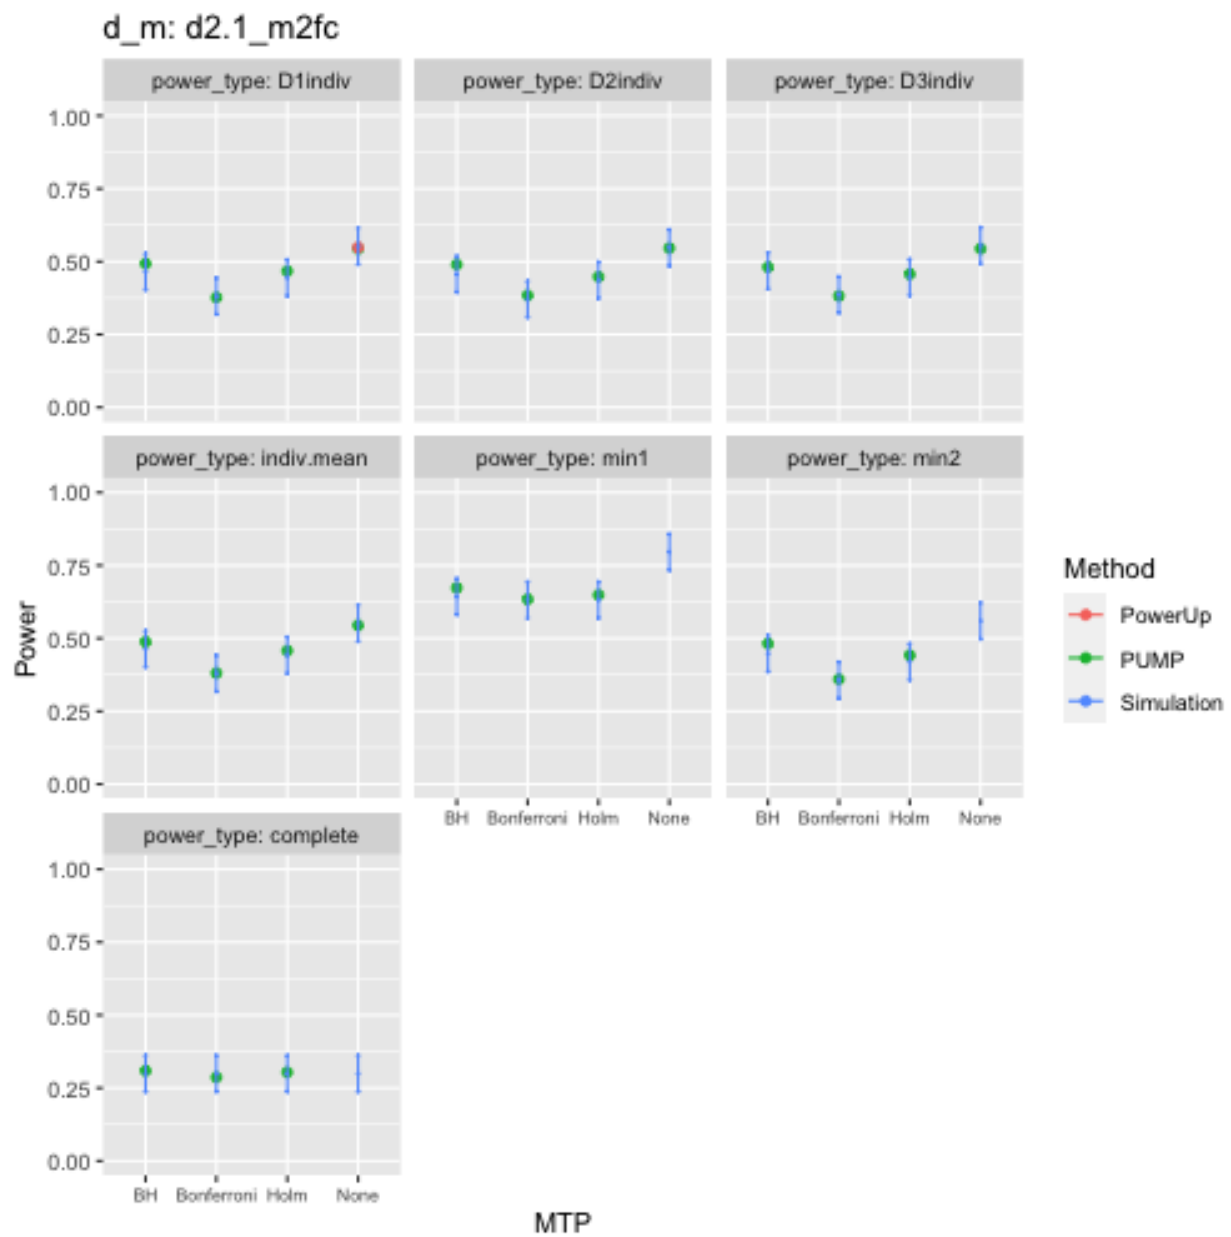 d_m: d2.1_m2fc
power_type: D1indiv power_type: D2indiv power_type: D3indiv
1.00
0.75
0.50
0.25
0.00
power_type: indiv.mean power_type: min1 power_type: min2
1.00
0.75
0.50
0.25
0.00
Power
Method
PowerUp
PUMP
Simulation
BH Bonferroni Holm None BH Bonferroni Holm None
power_type: complete
1.00
0.75
0.50
0.25
0.00
BH Bonferroni Holm None
MTP